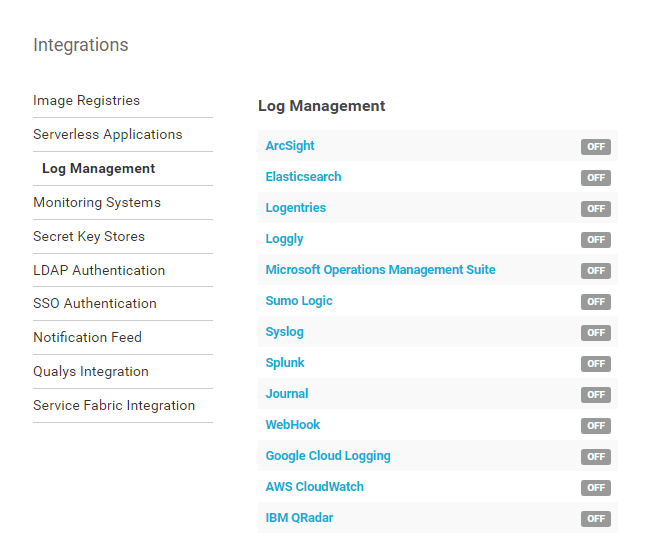 Integrations
Image Registries
Serverless Applications
Log Management
Monitoring Systems
Secret Key Stores
LDAP Authentication
SSO Authentication
Notification Feed
Qualys Integration
Service Fabric Integration
Log Management
ArcSight OFF
Elasticsearch OFF
Logentries OFF
Loggly OFF
Microsoft Operations Management Suite OFF
Sumo Logic OFF
Syslog OFF
Splunk OFF
Journal OFF
WebHook OFF
Google Cloud Logging OFF
AWS CloudWatch OFF
IBM QRadar OFF